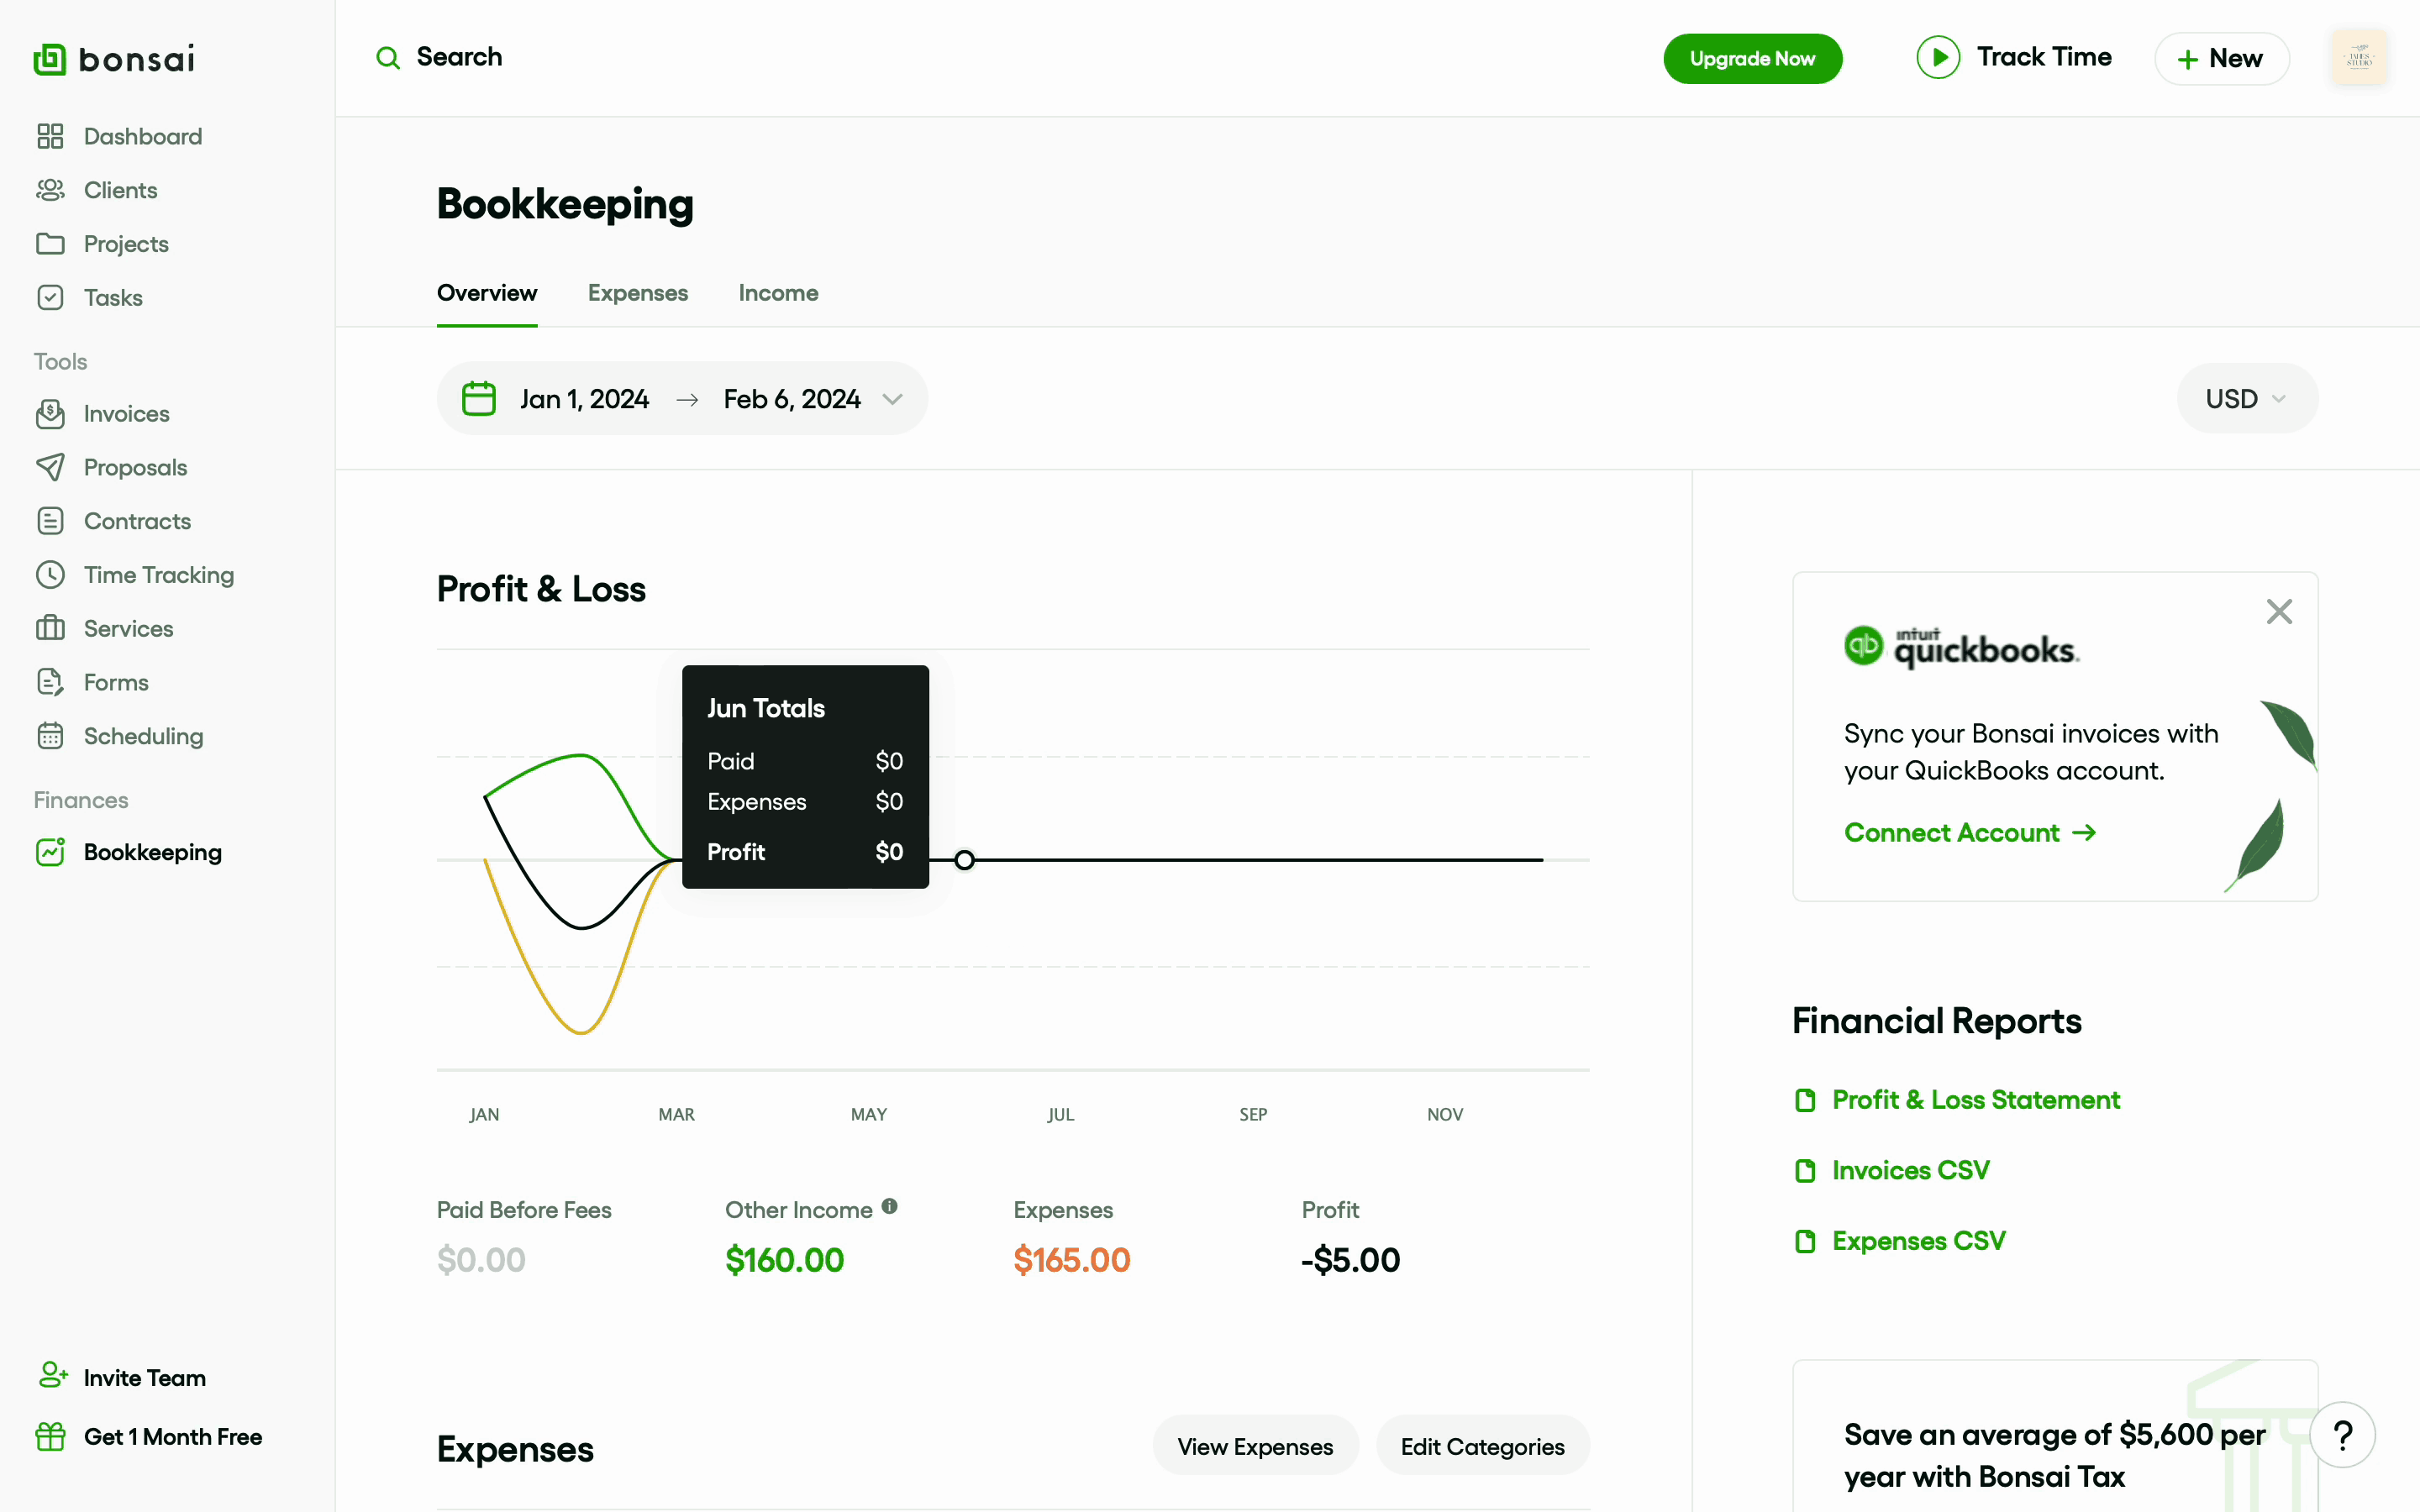 bonsai
Search
Upgrade Now
Track Time
New
JAMES
STUDIO
Dashboard
Clients
Projects
Tasks
Tools
Invoices
Proposals
Contracts
Time Tracking
Services
Forms
Scheduling
Finances
Bookkeeping
Invite Team
Get 1 Month Free
Bookkeeping
Overview Expenses Income
Jan 1, 2024 → Feb 6, 2024
USD
Profit & Loss
Jun Totals
Paid $0
Expenses $0
Profit $0
JAN MAR MAY JUL SEP NOV
Paid Before Fees Other Income Expenses Profit
$0.00 $160.00 $165.00 -$5.00
Expenses
View Expenses Edit Categories
intuit
quickbooks.
Sync your Bonsai invoices with
your QuickBooks account.
Connect Account →
Financial Reports
Profit & Loss Statement
Invoices CSV
Expenses CSV
Save an average of $5,600 per
year with Bonsai Tax
?